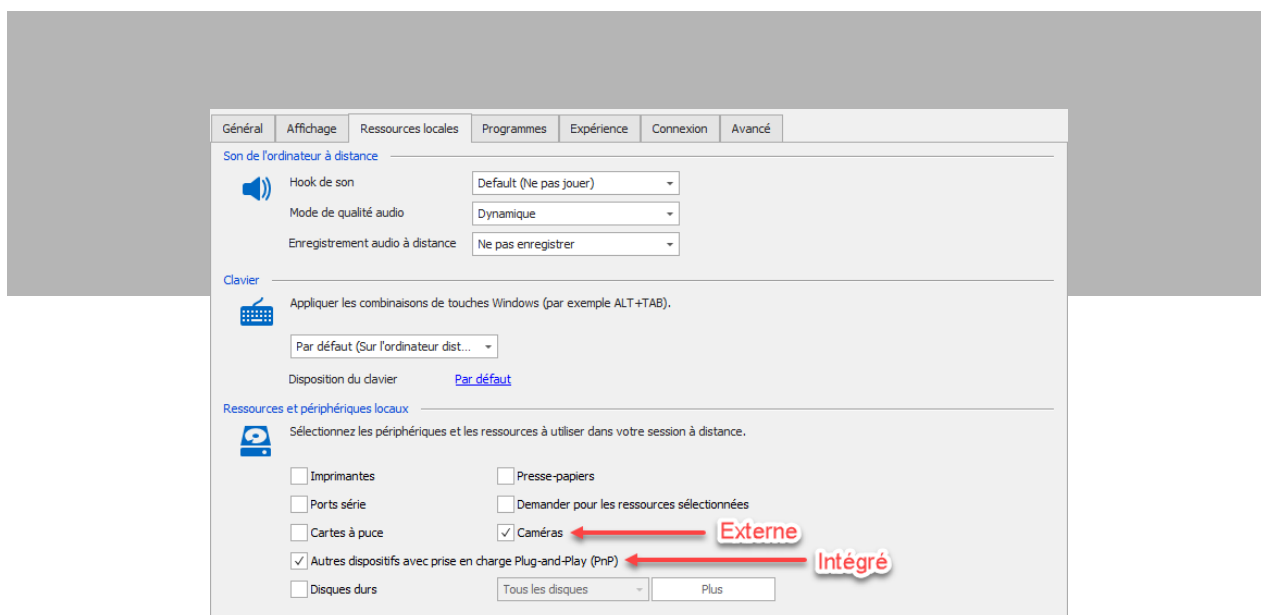 Général Affichage Ressources locales Programmes Expérience Connexion Avancé
Son de l'ordinateur à distance
Hook de son Default (Ne pas jouer)
Mode de qualité audio Dynamique
Enregistrement audio à distance Ne pas enregistrer
Clavier
Appliquer les combinaisons de touches Windows (par exemple ALT+TAB).
Par défaut (Sur l'ordinateur dist...
Disposition du clavier Par défaut
Ressources et périphériques locaux
Sélectionnez les périphériques et les ressources à utiliser dans votre session à distance.
Imprimantes Presse-papiers
Ports série Demander pour les ressources sélectionnées
Cartes à puce Caméras Externe
Autres dispositifs avec prise en charge Plug-and-Play (PnP) Intégré
Disques durs Tous les disques Plus